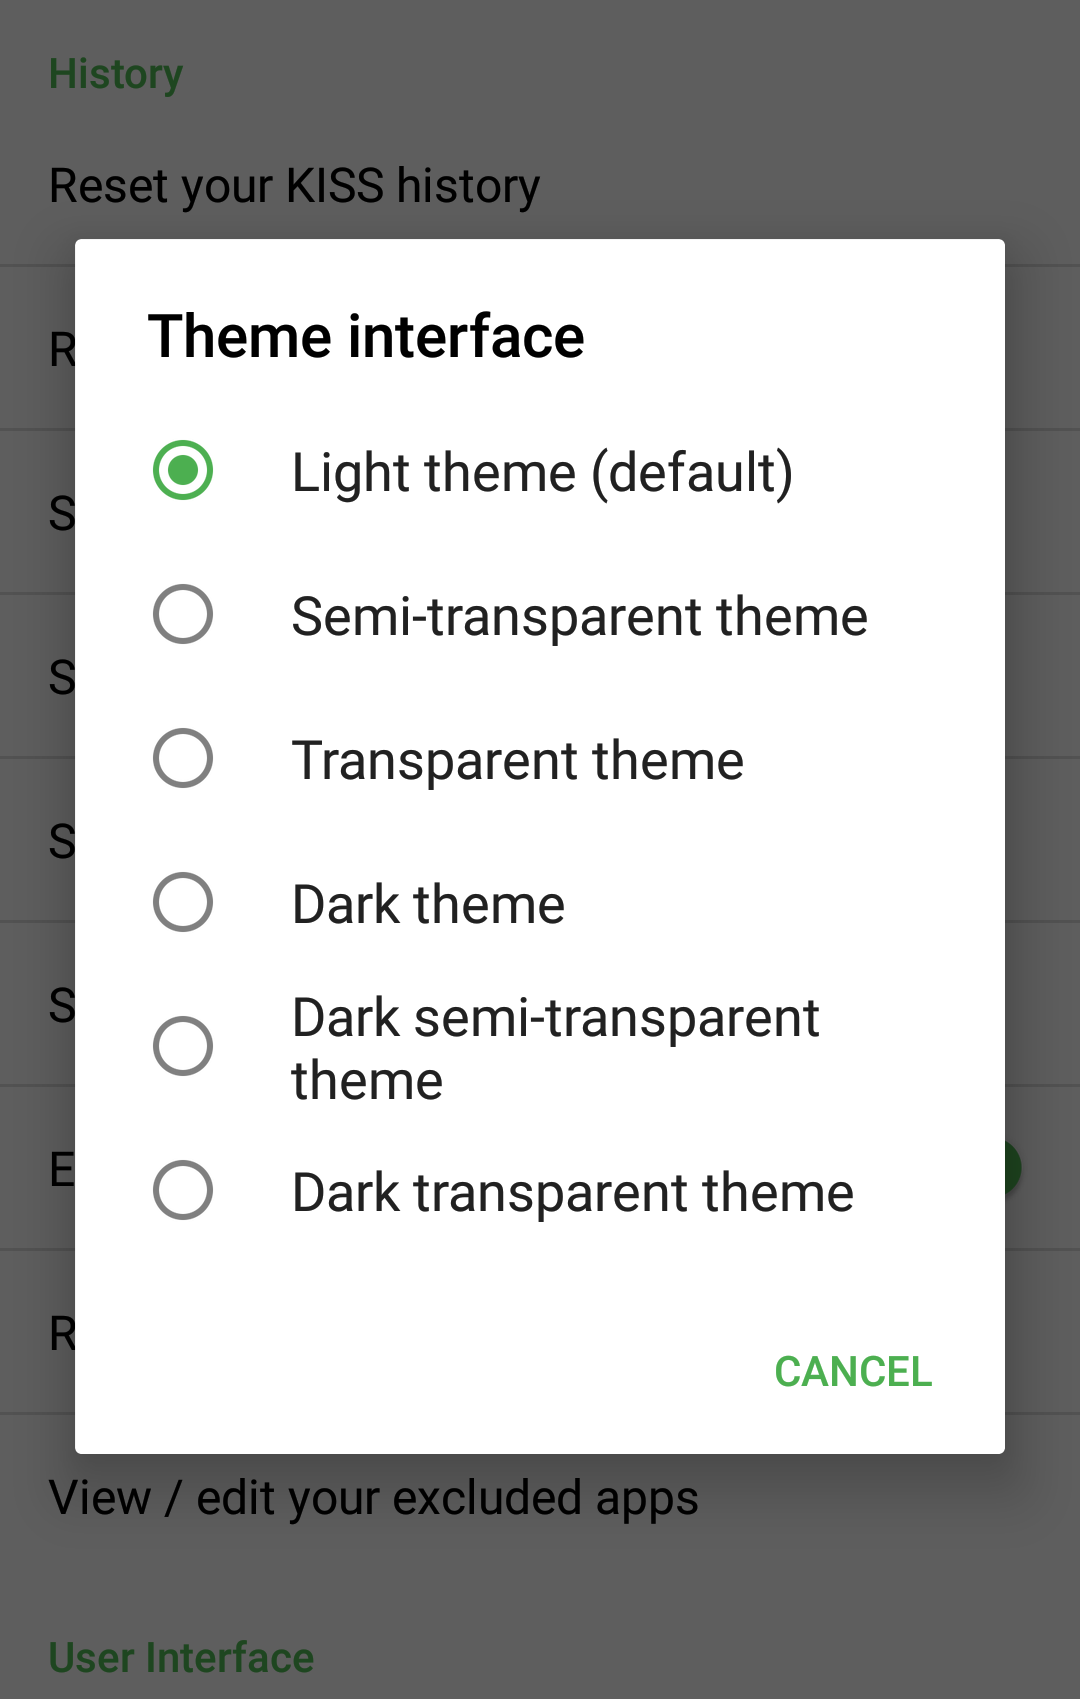 History
Reset your KISS history
Theme interface
Light theme (default)
Semi-transparent theme
Transparent theme
Dark theme
Dark semi-transparent
theme
Dark transparent theme
CANCEL
View / edit your excluded apps
User Interface